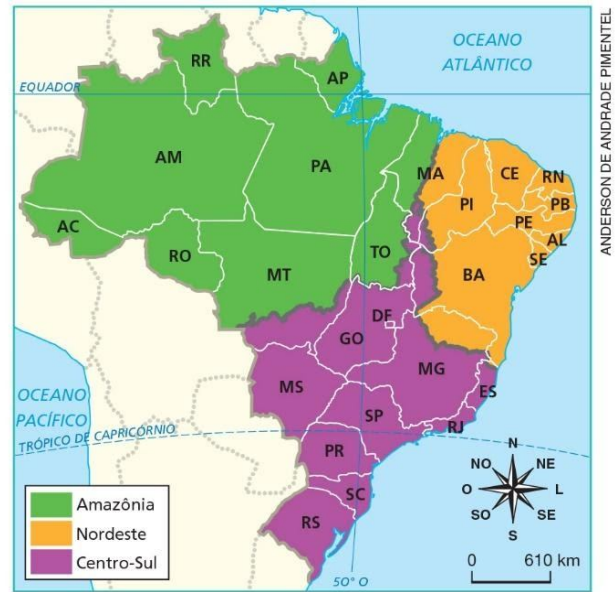 OCEANO
ATLÂNTICO
ANDERSON DE ANDRADE PIMENTEL
RR
AP
EQUADOR
AM
PA
MA
CE
RN
PB
PI
PE
AL
SE
AC
RO
TO
MT
BA
DF
GO
MG
ES
MS
SP
RJ
OCEANO
PACÍFICO
TRÓPICO DE CAPRICÓRNIO
PR
SC
RS
N
NO NE
O L
SO SE
S
Amazônia
Nordeste
Centro-Sul
50° O
0 610 km